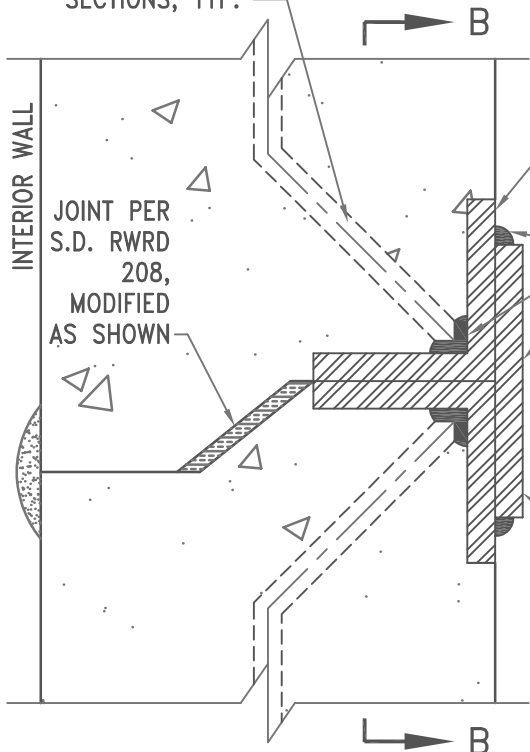 SECTIONS, TYP.
B
INTERIOR WALL
JOINT PER
S.D. RWRD
208,
MODIFIED
AS SHOWN
B